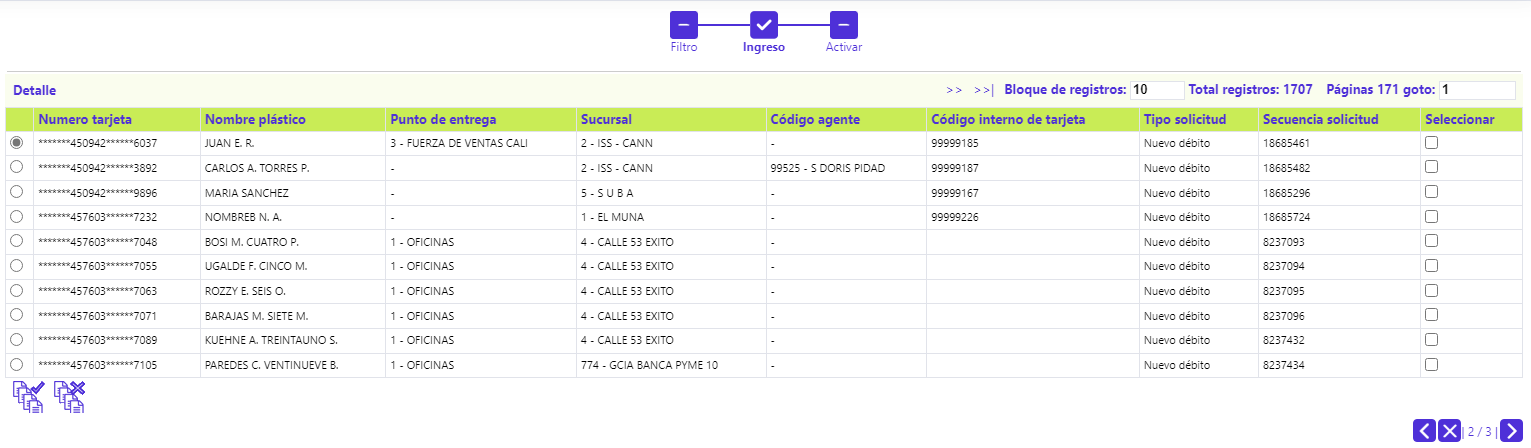 Filtro Ingreso Activar
Detalle >> >>| Bloque de registros: 10 Total registros: 1707 Páginas 171 goto: 1
Numero tarjeta Nombre plástico Punto de entrega Sucursal Código agente Código interno de tarjeta Tipo solicitud Secuencia solicitud Seleccionar
*******450942******6037 JUAN E. R. 3 - FUERZA DE VENTAS CALI 2 - ISS - CANN - 99999185 Nuevo débito 18685461
*******450942******3892 CARLOS A. TORRES P. - 2 - ISS - CANN 99525 - S DORIS PIDAD 99999187 Nuevo débito 18685482
*******450942******9896 MARIA SANCHEZ - 5 - S U B A - 99999167 Nuevo débito 18685296
*******457603******7232 NOMBREB N. A. - 1 - EL MUNA - 99999226 Nuevo débito 18685724
*******457603******7048 BOSI M. CUATRO P. 1 - OFICINAS 4 - CALLE 53 EXITO - Nuevo débito 8237093
*******457603******7055 UGALDE F. CINCO M. 1 - OFICINAS 4 - CALLE 53 EXITO - Nuevo débito 8237094
*******457603******7063 ROZZY E. SEIS O. 1 - OFICINAS 4 - CALLE 53 EXITO - Nuevo débito 8237095
*******457603******7071 BARAJAS M. SIETE M. 1 - OFICINAS 4 - CALLE 53 EXITO - Nuevo débito 8237096
*******457603******7089 KUEHNE A. TREINTAUNO S. 1 - OFICINAS 4 - CALLE 53 EXITO - Nuevo débito 8237432
*******457603******7105 PAREDES C. VENTINUEVE B. 1 - OFICINAS 774 - GCIA BANCA PYME 10 - Nuevo débito 8237434
| 2 / 3 |